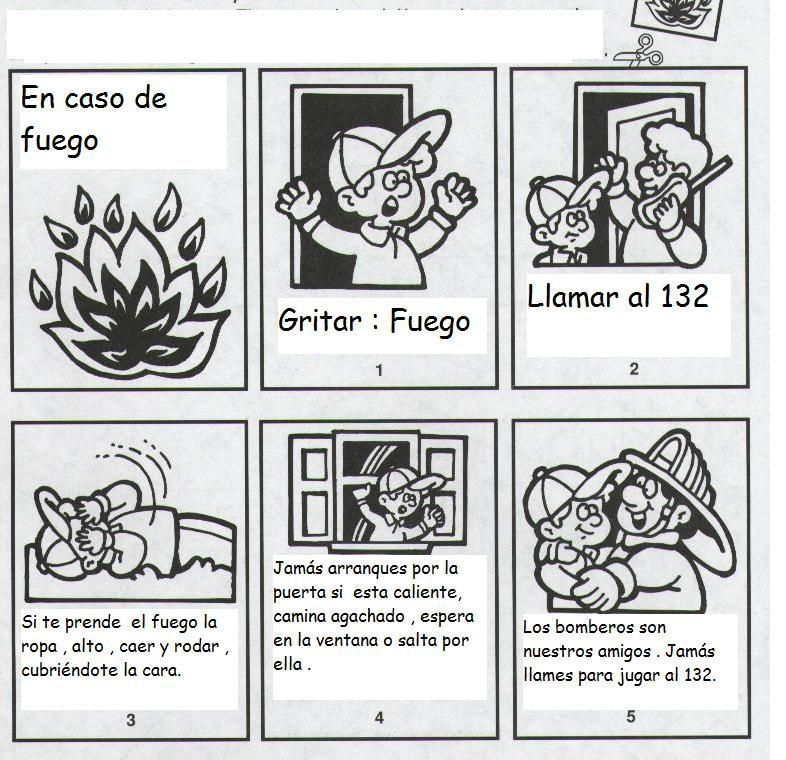 En caso de
fuego
Gritar : Fuego
1
Llamar al 132
2
Si te prende el fuego la
ropa , alto , caer y rodar ,
cubriéndote la cara.
3
Jamás arranques por la
puerta si esta caliente,
camina agachado , espera
en la ventana o salta por
ella .
4
Los bomberos son
nuestros amigos . Jamás
llames para jugar al 132.
5